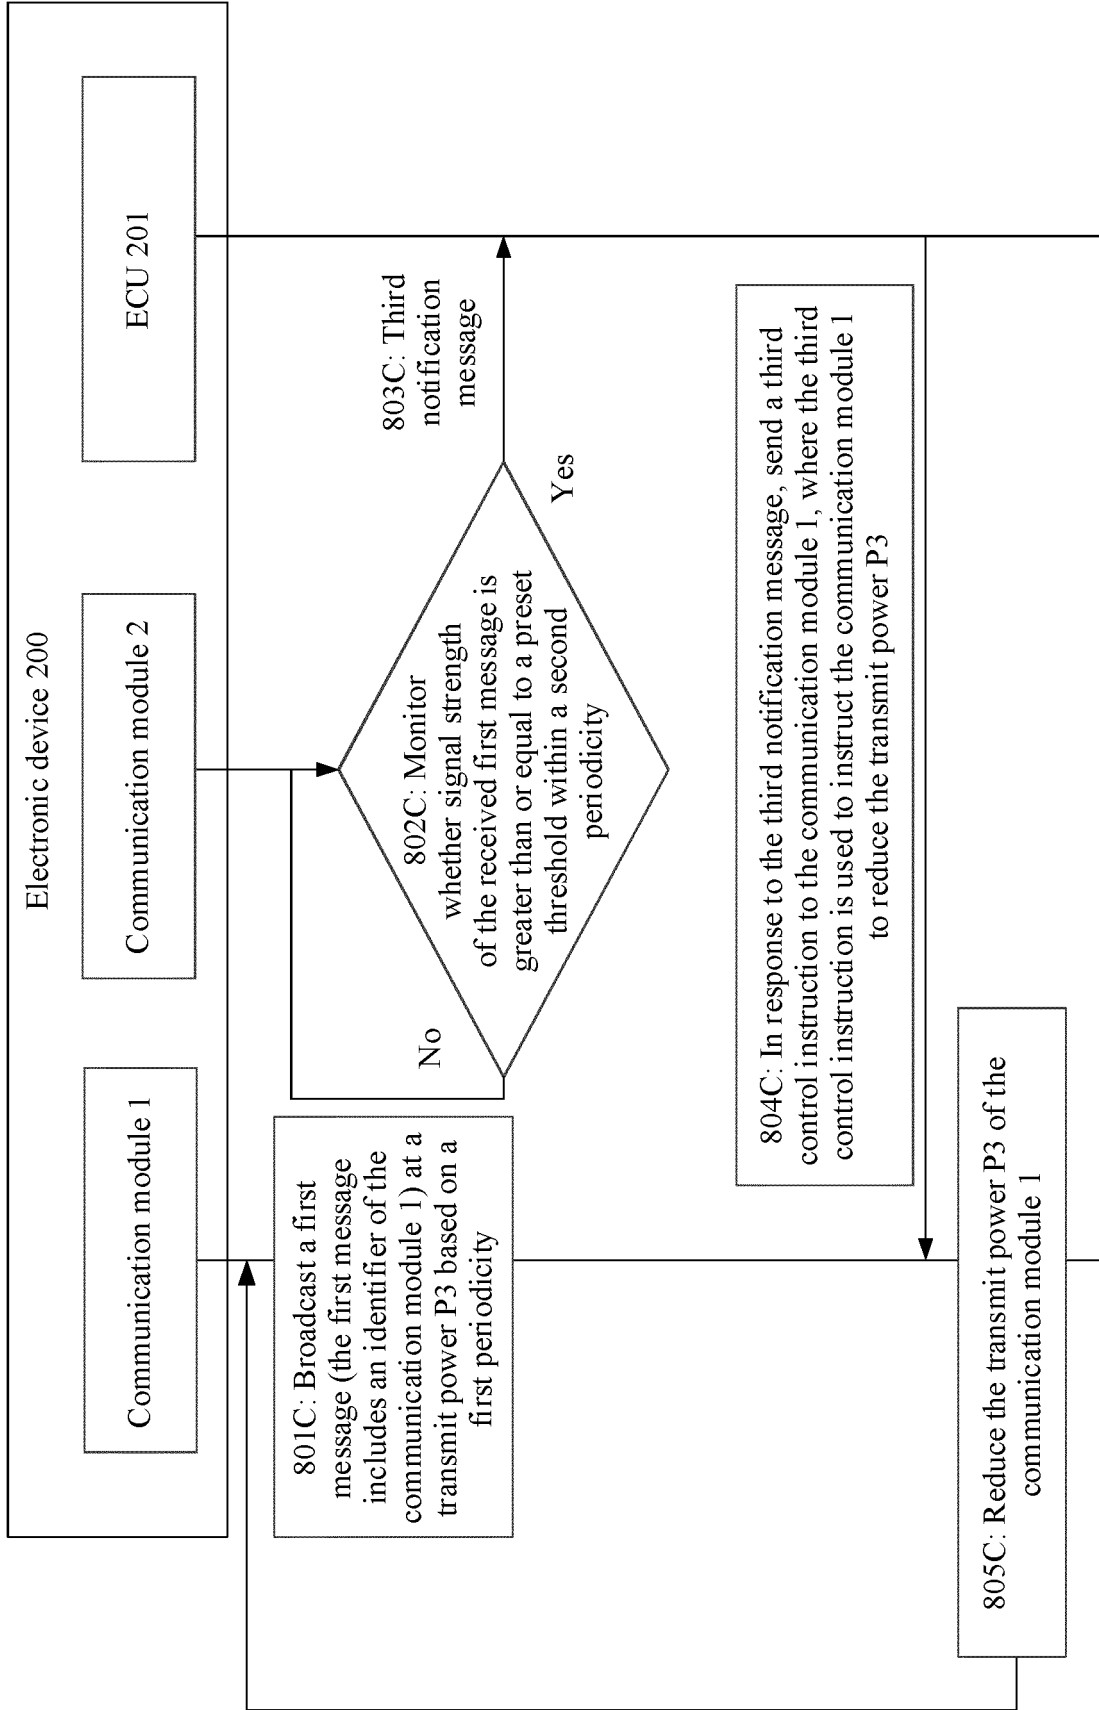 Electronic device 200
Communication module 1
Communication module 2
ECU 201
801C: Broadcast a first
message (the first message
includes an identifier of the
communication module 1) at a
transmit power P3 based on a
first periodicity
No
802C: Monitor
whether signal strength
of the received first message is
greater than or equal to a preset
threshold within a second
periodicity
Yes
803C: Third
notification
message
804C: In response to the third notification message, send a third
control instruction to the communication module 1, where the third
control instruction is used to instruct the communication module 1
to reduce the transmit power P3
805C: Reduce the transmit power P3 of the
communication module 1